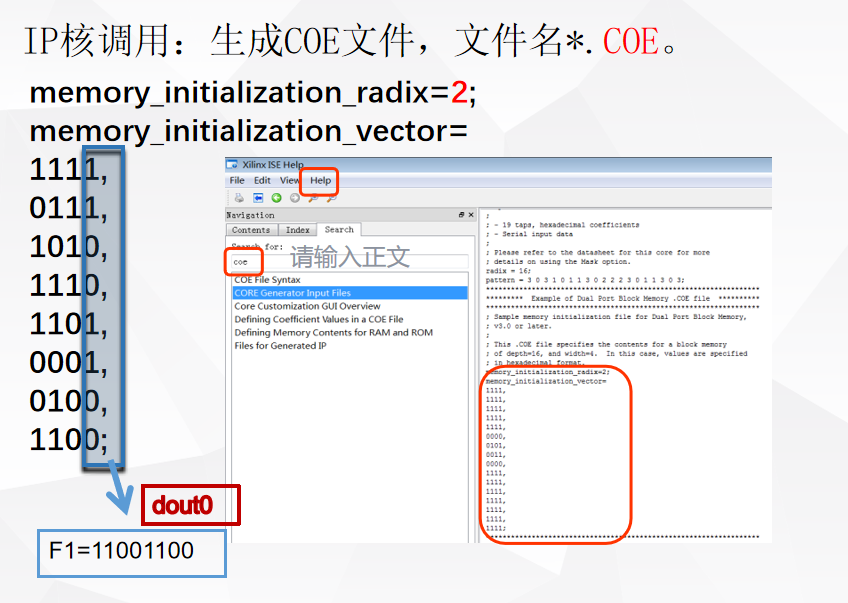 IP核调用：生成COE文件，文件名*.COE。
memory_initialization_radix=2;
memory_initialization_vector=
1111,
0111,
1010,
1110,
1101,
0001,
0100,
1100;
dout0
F1=11001100
Xilinx ISE Help
File Edit View Help
Navigation
Contents Index Search
Search for:
请输入正文
coe
COE File Syntax
CORE Generator Input Files
Core Customization GUI Overview
Defining Coefficient Values in a COE File
Defining Memory Contents for RAM and ROM
Files for Generated IP
;
; - 19 taps, hexadecimal coefficients
; - Serial input data
;
; Please refer to the datasheet for this core for more
; details on using the Mask option.
radix = 16;
pattern = 3 0 3 1 0 1 1 3 0 2 2 2 3 0 1 1 3 0 3;
********* Example of Dual Port Block Memory .COE file **********
; Sample memory initialization file for Dual Port Block Memory,
; v3.0 or later.
;
; This .COE file specifies the contents for a block memory
; of depth=16, and width=4. In this case, values are specified
; in hexadecimal format.
memory_initialization_radix=2;
memory_initialization_vector=
1111,
1111,
1111,
1111,
1111,
0000,
0101,
0011,
0000,
1111,
1111,
1111,
1111,
1111,
1111,
1111;